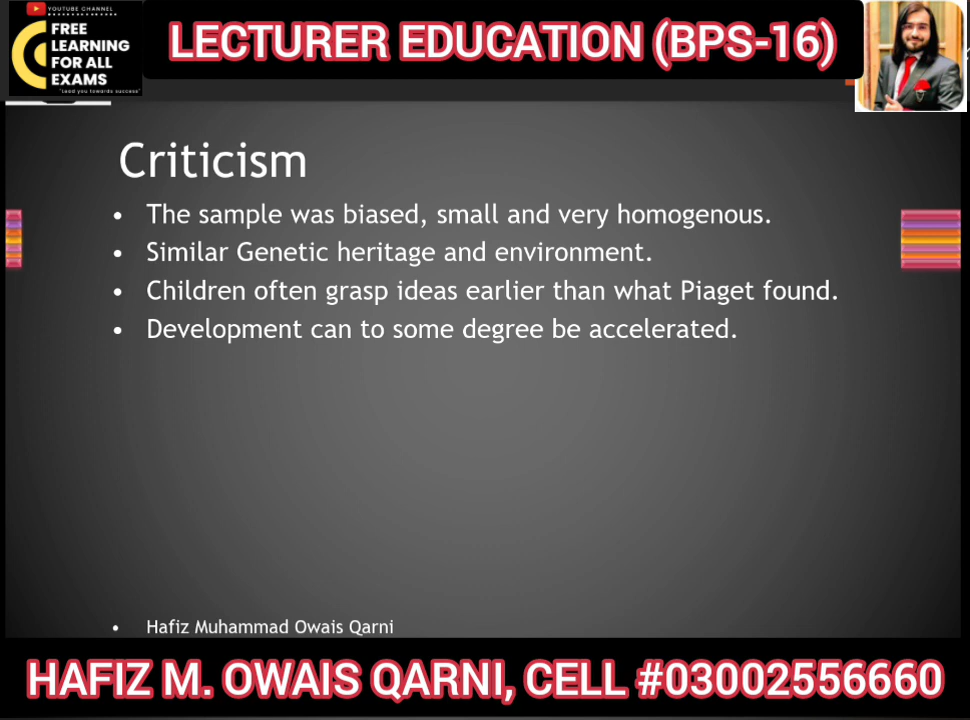 YOUTUBE CHANNEL
FREE
LEARNING
FOR ALL
EXAMS
"Lead you towards success"
LECTURER EDUCATION (BPS-16)
Criticism
• The sample was biased, small and very homogenous.
• Similar Genetic heritage and environment.
• Children often grasp ideas earlier than what Piaget found.
• Development can to some degree be accelerated.
• Hafiz Muhammad Owais Qarni
HAFIZ M. OWAIS QARNI, CELL #03002556660